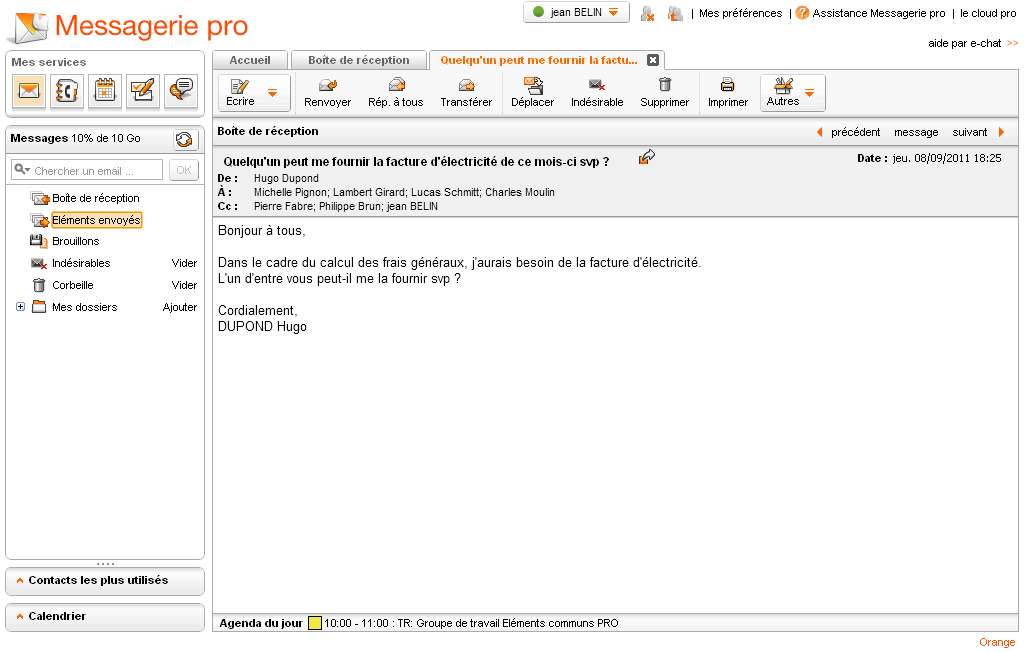 Messagerie pro
jean BELIN
| Mes préférences | Assistance Messagerie pro | le cloud pro
aide par e-chat >>
Mes services
Accueil
Boîte de réception
Quelqu'un peut me fournir la factu...
Ecrire
Renvoyer
Rép. à tous
Transférer
Déplacer
Indésirable
Supprimer
Imprimer
Autres
Messages 10% de 10 Go
Chercher un email ...
OK
Boîte de réception
Eléments envoyés
Brouillons
Indésirables Vider
Corbeille Vider
Mes dossiers Ajouter
Contacts les plus utilisés
Calendrier
Boîte de réception
précédent message suivant
Quelqu'un peut me fournir la facture d'électricité de ce mois-ci svp ?
Date : jeu. 08/09/2011 18:25
De : Hugo Dupond
À : Michelle Pignon; Lambert Girard; Lucas Schmitt; Charles Moulin
Cc : Pierre Fabre; Philippe Brun; jean BELIN
Bonjour à tous,
Dans le cadre du calcul des frais généraux, j'aurais besoin de la facture d'électricité.
L'un d'entre vous peut-il me la fournir svp ?
Cordialement,
DUPOND Hugo
Agenda du jour 10:00 - 11:00 : TR: Groupe de travail Eléments communs PRO
Orange